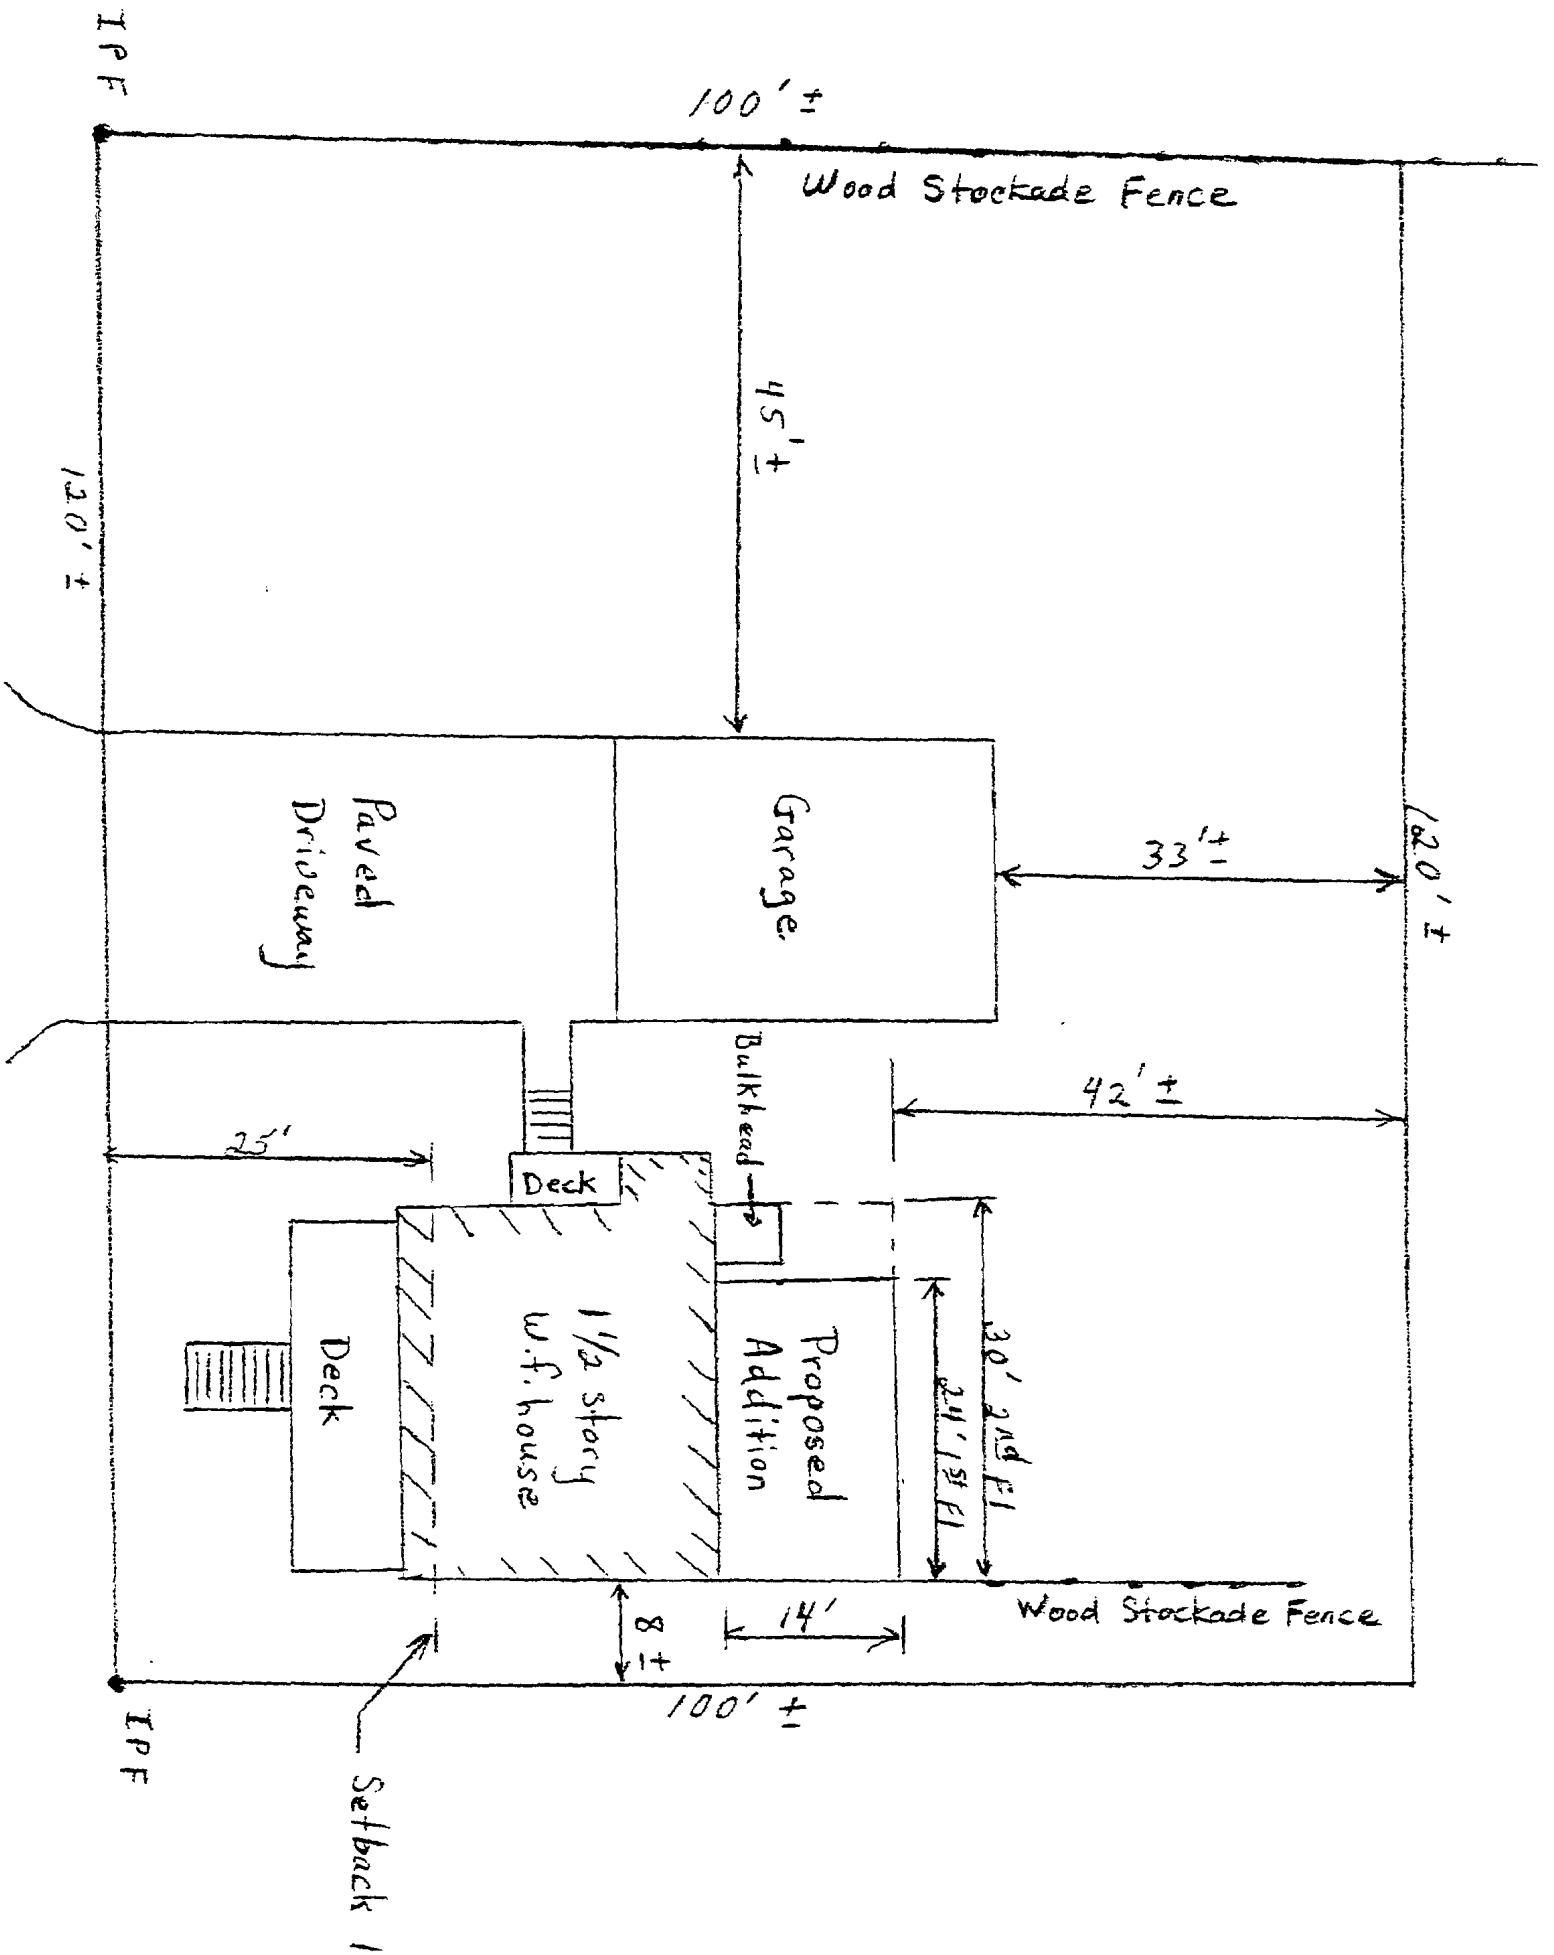 IPF
100' ±
Wood Stockade Fence
45' ±
120' ±
120' ±
33' ±
Garage
Paved
Driveway
42' ±
Bulkhead
25'
Deck
30' 2nd Fl
24' 1st Fl
Proposed
Addition
1 1/2 story
w.f. house
Deck
Wood Stockade Fence
14'
8 ±
100' ±
IPF
Setback 1